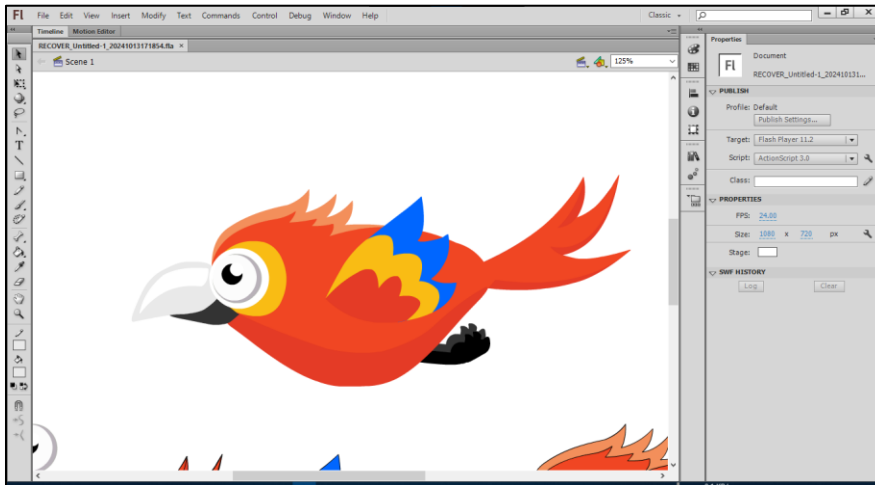 Fl File Edit View Insert Modify Text Commands Control Debug Window Help Classic
Timeline Motion Editor
RECOVER_Untitled-1_20241013171854.fla ×
Scene 1 125%
T
Properties
Fl Document
RECOVER_Untitled-1_202410131...
PUBLISH
Profile: Default
Publish Settings...
Target: Flash Player 11.2
Script: ActionScript 3.0
Class:
PROPERTIES
FPS: 24.00
Size: 1080 x 720 px
Stage:
SWF HISTORY
Log Clear